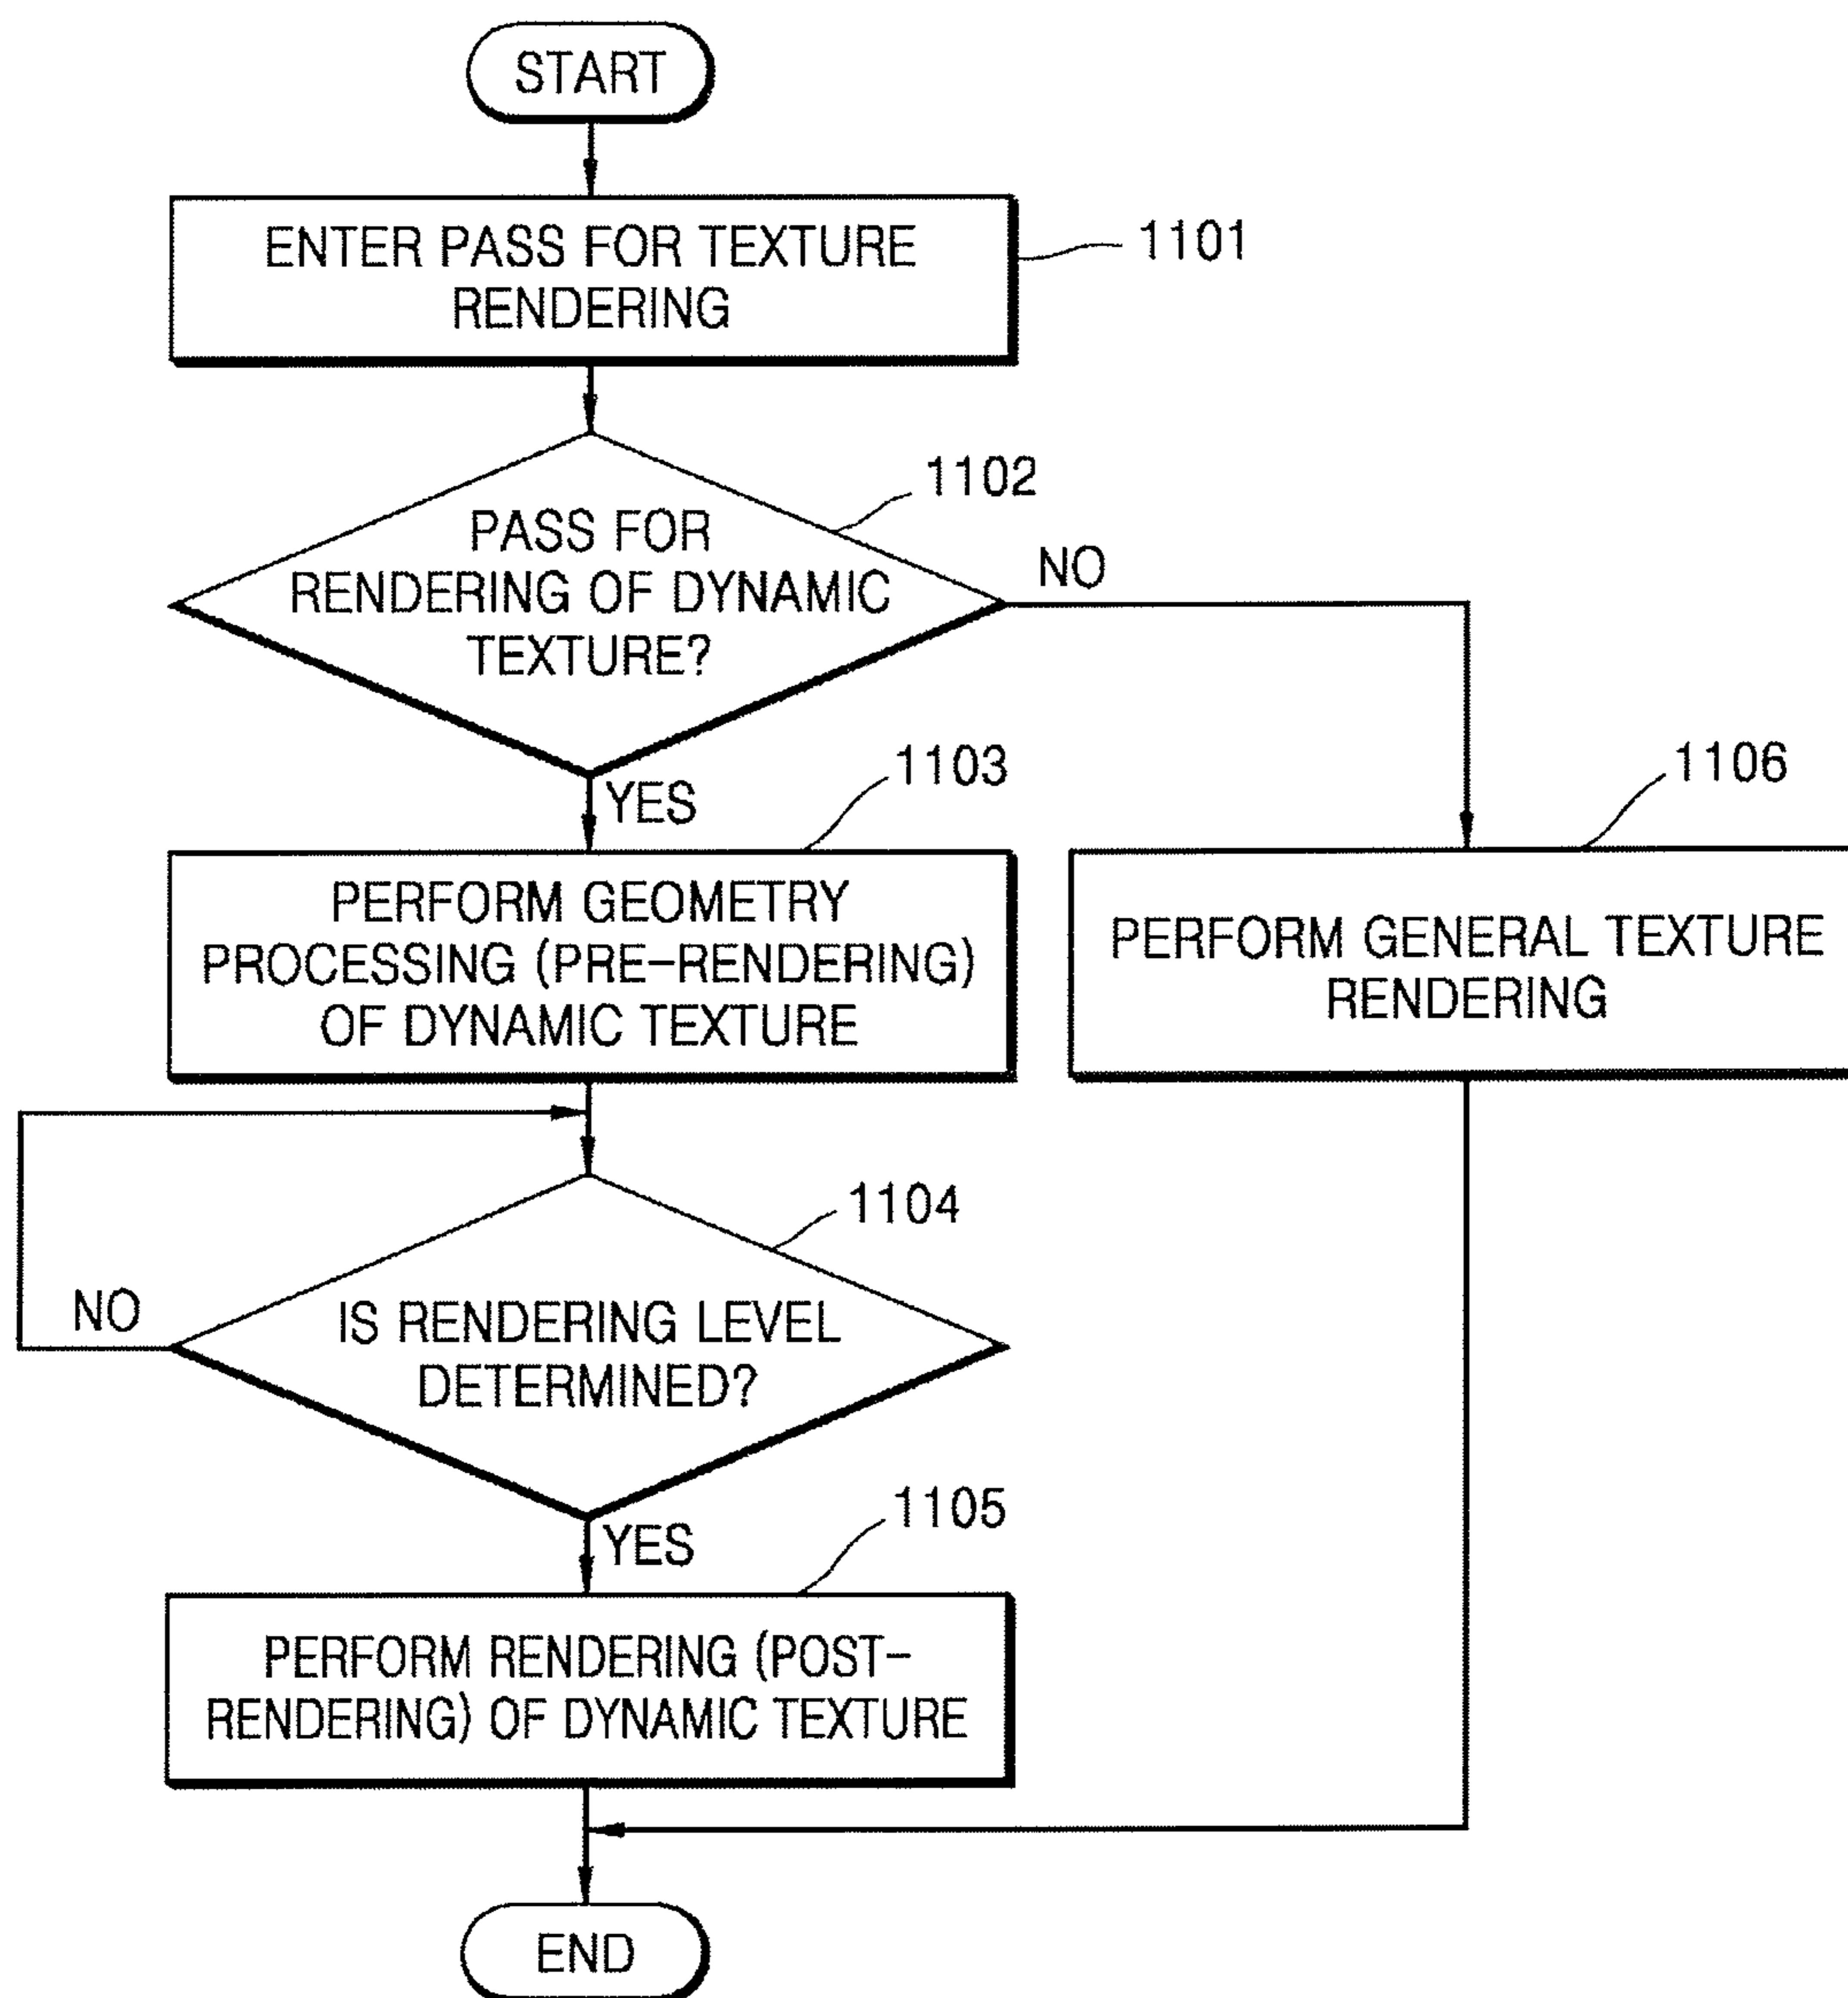 START
ENTER PASS FOR TEXTURE
RENDERING
1101
1102
PASS FOR
RENDERING OF DYNAMIC
TEXTURE?
NO
YES
1103
PERFORM GEOMETRY
PROCESSING (PRE-RENDERING)
OF DYNAMIC TEXTURE
1106
PERFORM GENERAL TEXTURE
RENDERING
1104
NO
IS RENDERING LEVEL
DETERMINED?
YES
1105
PERFORM RENDERING (POST-
RENDERING) OF DYNAMIC TEXTURE
END